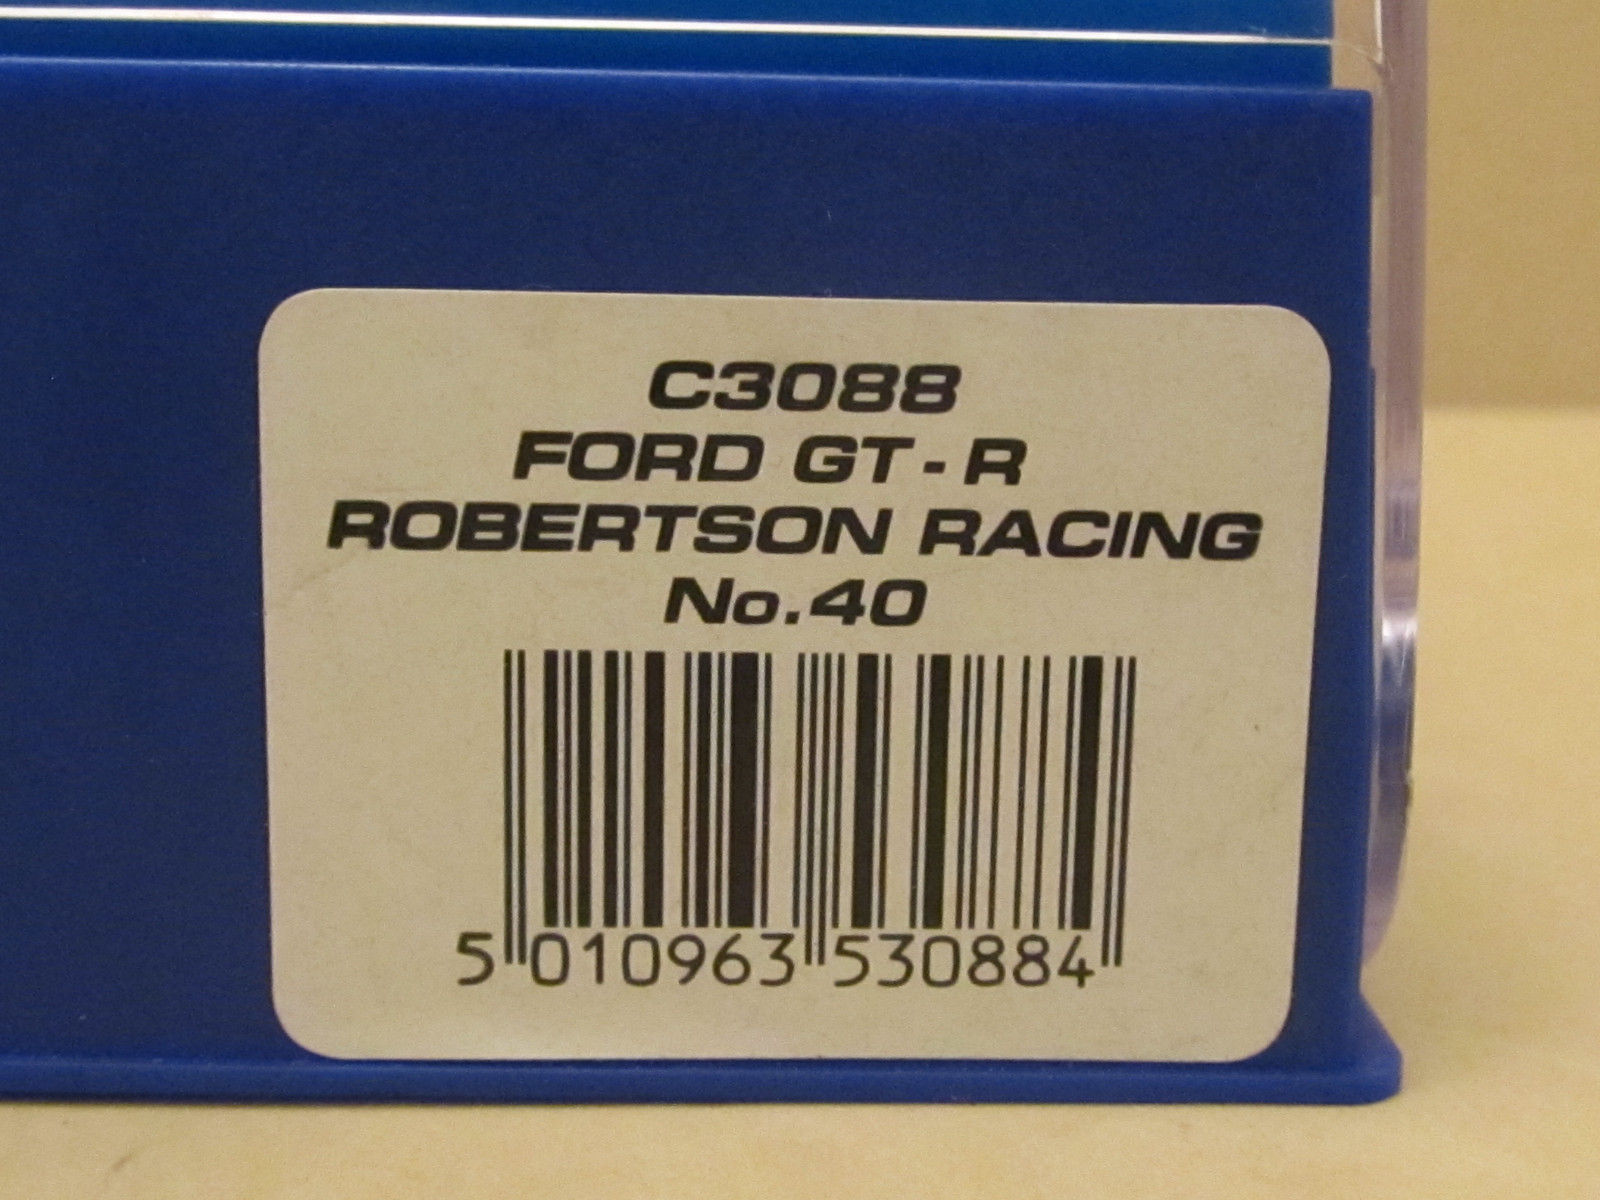 C3088
FORD GT-R
ROBERTSON RACING
No.40
5 010963 530884